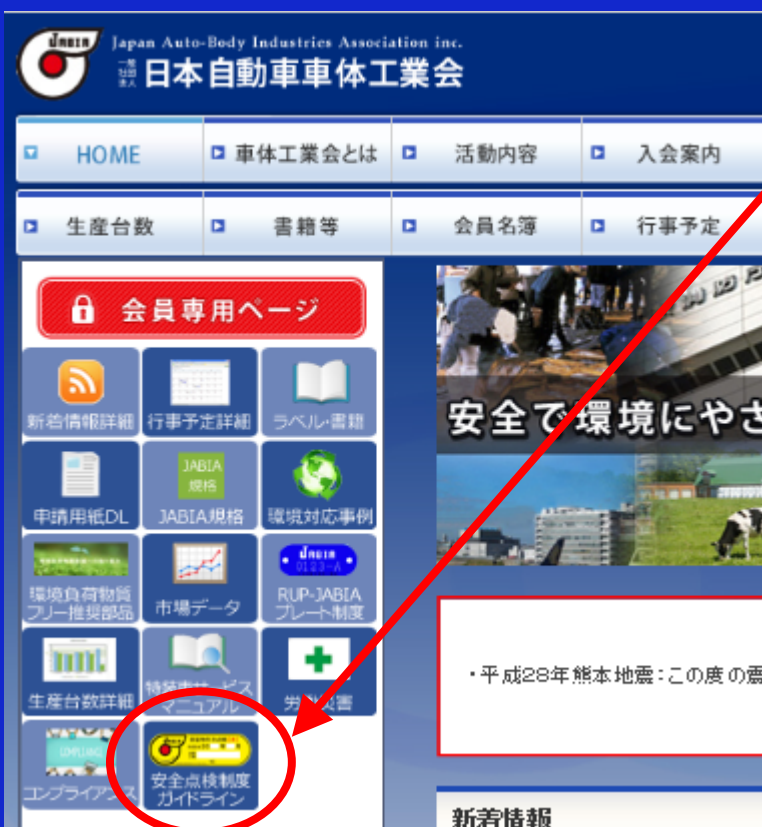 JABIA
Japan Auto-Body Industries Association inc.
一般社団法人
日本自動車車体工業会
HOME
車体工業会とは
活動内容
入会案内
生産台数
書籍等
会員名簿
行事予定
会員専用ページ
新着情報詳細
行事予定詳細
ラベル・書籍
申請用紙DL
JABIA
規格
JABIA規格
環境対応事例
環境負荷物質
フリー推奨部品
市場データ
JABIA
0123-A
RUP-JABIA
プレート制度
生産台数詳細
特装車サービス
マニュアル
労働災害
COMPLIANCE
コンプライアンス
安全点検制度
ガイドライン
安全で環境にやさ
・平成28年熊本地震：この度の震
新着情報